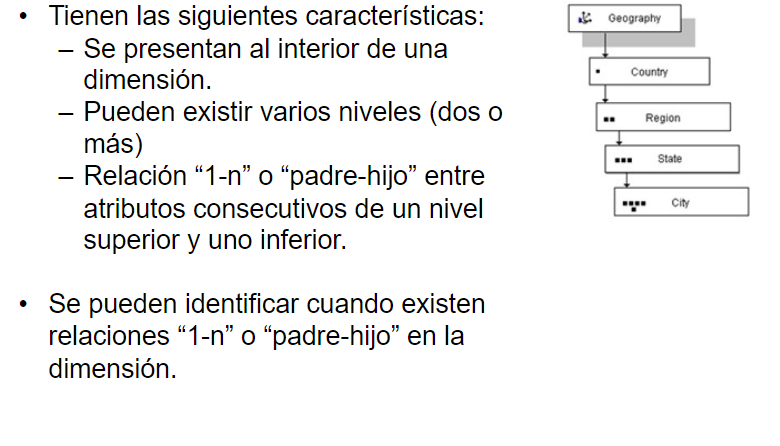 • Tienen las siguientes características:
– Se presentan al interior de una
dimensión.
– Pueden existir varios niveles (dos o
más)
– Relación “1-n” o “padre-hijo” entre
atributos consecutivos de un nivel
superior y uno inferior.
• Se pueden identificar cuando existen
relaciones “1-n” o “padre-hijo” en la
dimensión.
Geography
Country
Region
State
City